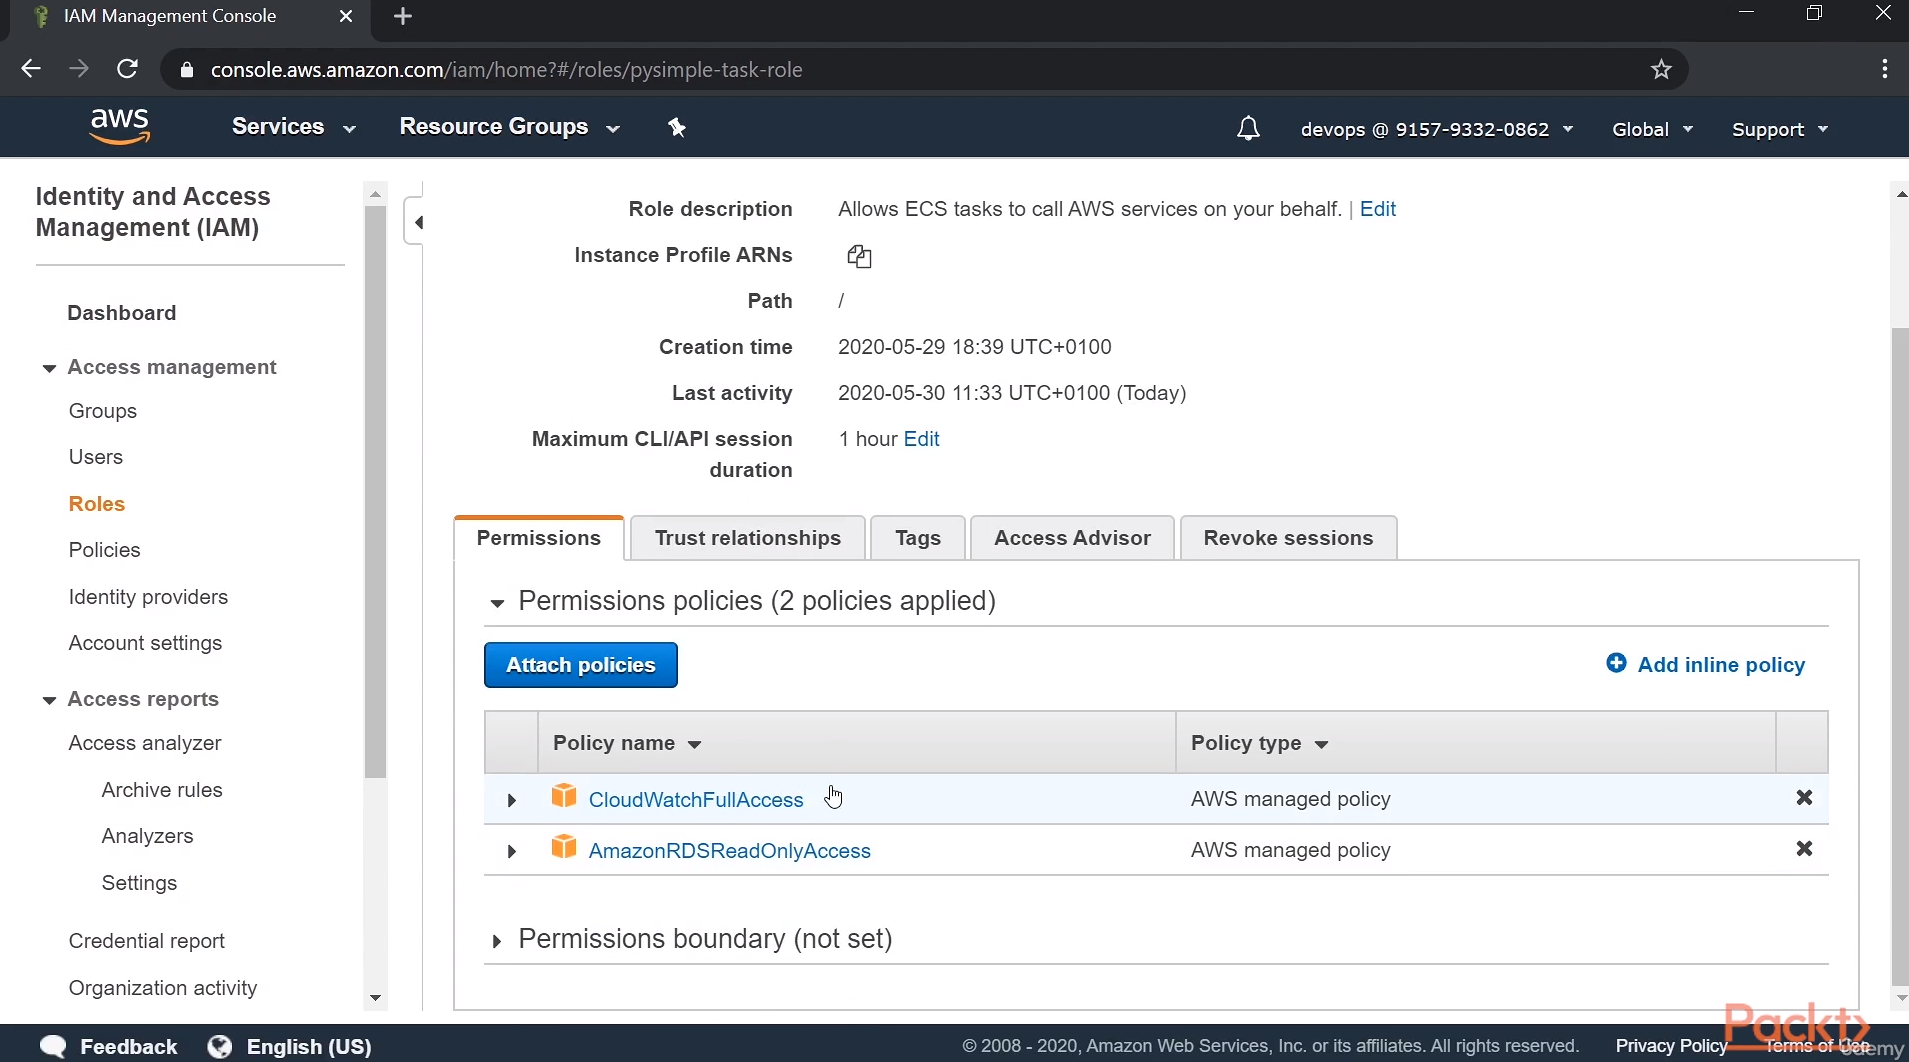 IAM Management Console
console.aws.amazon.com/iam/home?#/roles/pysimple-task-role
aws
Services
Resource Groups
devops @ 9157-9332-0862
Global
Support
Identity and Access
Management (IAM)
Dashboard
Access management
Groups
Users
Roles
Policies
Identity providers
Account settings
Access reports
Access analyzer
Archive rules
Analyzers
Settings
Credential report
Organization activity
Role description Allows ECS tasks to call AWS services on your behalf. | Edit
Instance Profile ARNs
Path /
Creation time 2020-05-29 18:39 UTC+0100
Last activity 2020-05-30 11:33 UTC+0100 (Today)
Maximum CLI/API session 1 hour Edit
duration
Permissions
Trust relationships
Tags
Access Advisor
Revoke sessions
Permissions policies (2 policies applied)
Attach policies
Add inline policy
Policy name
Policy type
CloudWatchFullAccess AWS managed policy
AmazonRDSReadOnlyAccess AWS managed policy
Permissions boundary (not set)
Feedback
English (US)
© 2008 - 2020, Amazon Web Services, Inc. or its affiliates. All rights reserved.
Privacy Policy
Terms of Use
Packt>
udemy